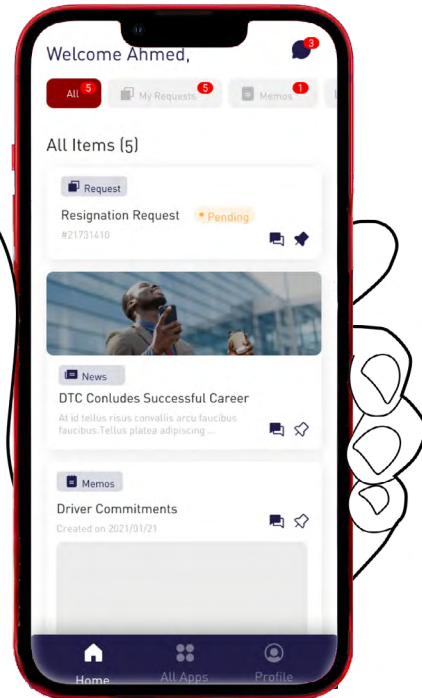 Welcome Ahmed,
3
All 5
My Requests 5
Memos 1
All Items (5)
Request
Resignation Request • Pending
#21731410
News
DTC Conludes Successful Career
At id tellus risus convallis arcu faucibus
faucibus.Tellus platea adipiscing ...
Memos
Driver Commitments
Created on 2021/01/21
Home
All Apps
Profile